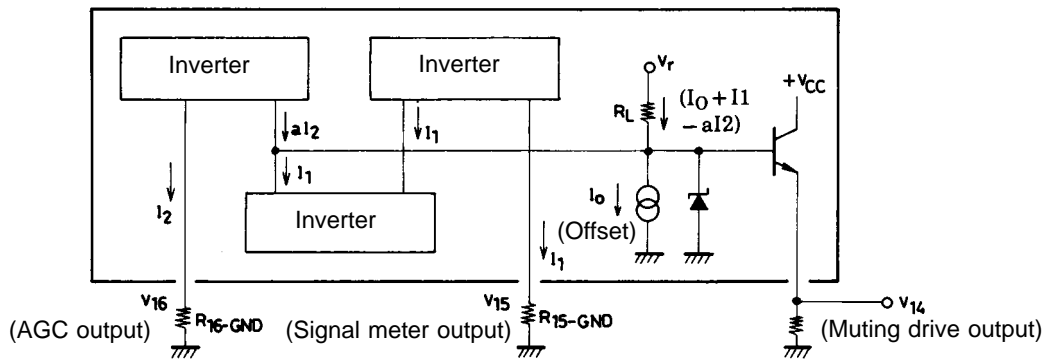 Inverter
Inverter
Vr
+VCC
RL
(IO+I1
−aI2)
aI2
I1
I1
Inverter
I2
Io
(Offset)
I1
V16
R16-GND
V15
R15-GND
V14
(AGC output)
(Signal meter output)
(Muting drive output)